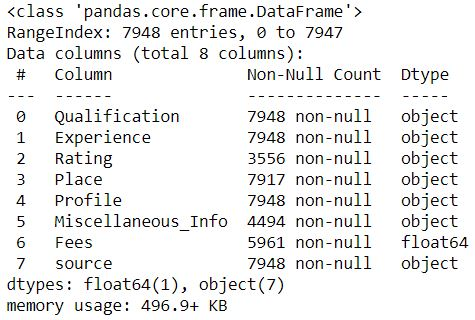 <class 'pandas.core.frame.DataFrame'>
RangeIndex: 7948 entries, 0 to 7947
Data columns (total 8 columns):
 #   Column              Non-Null Count  Dtype
---  ------              --------------  -----
 0   Qualification       7948 non-null   object
 1   Experience          7948 non-null   object
 2   Rating              3556 non-null   object
 3   Place               7917 non-null   object
 4   Profile             7948 non-null   object
 5   Miscellaneous_Info  4494 non-null   object
 6   Fees                5961 non-null   float64
 7   source              7948 non-null   object
dtypes: float64(1), object(7)
memory usage: 496.9+ KB